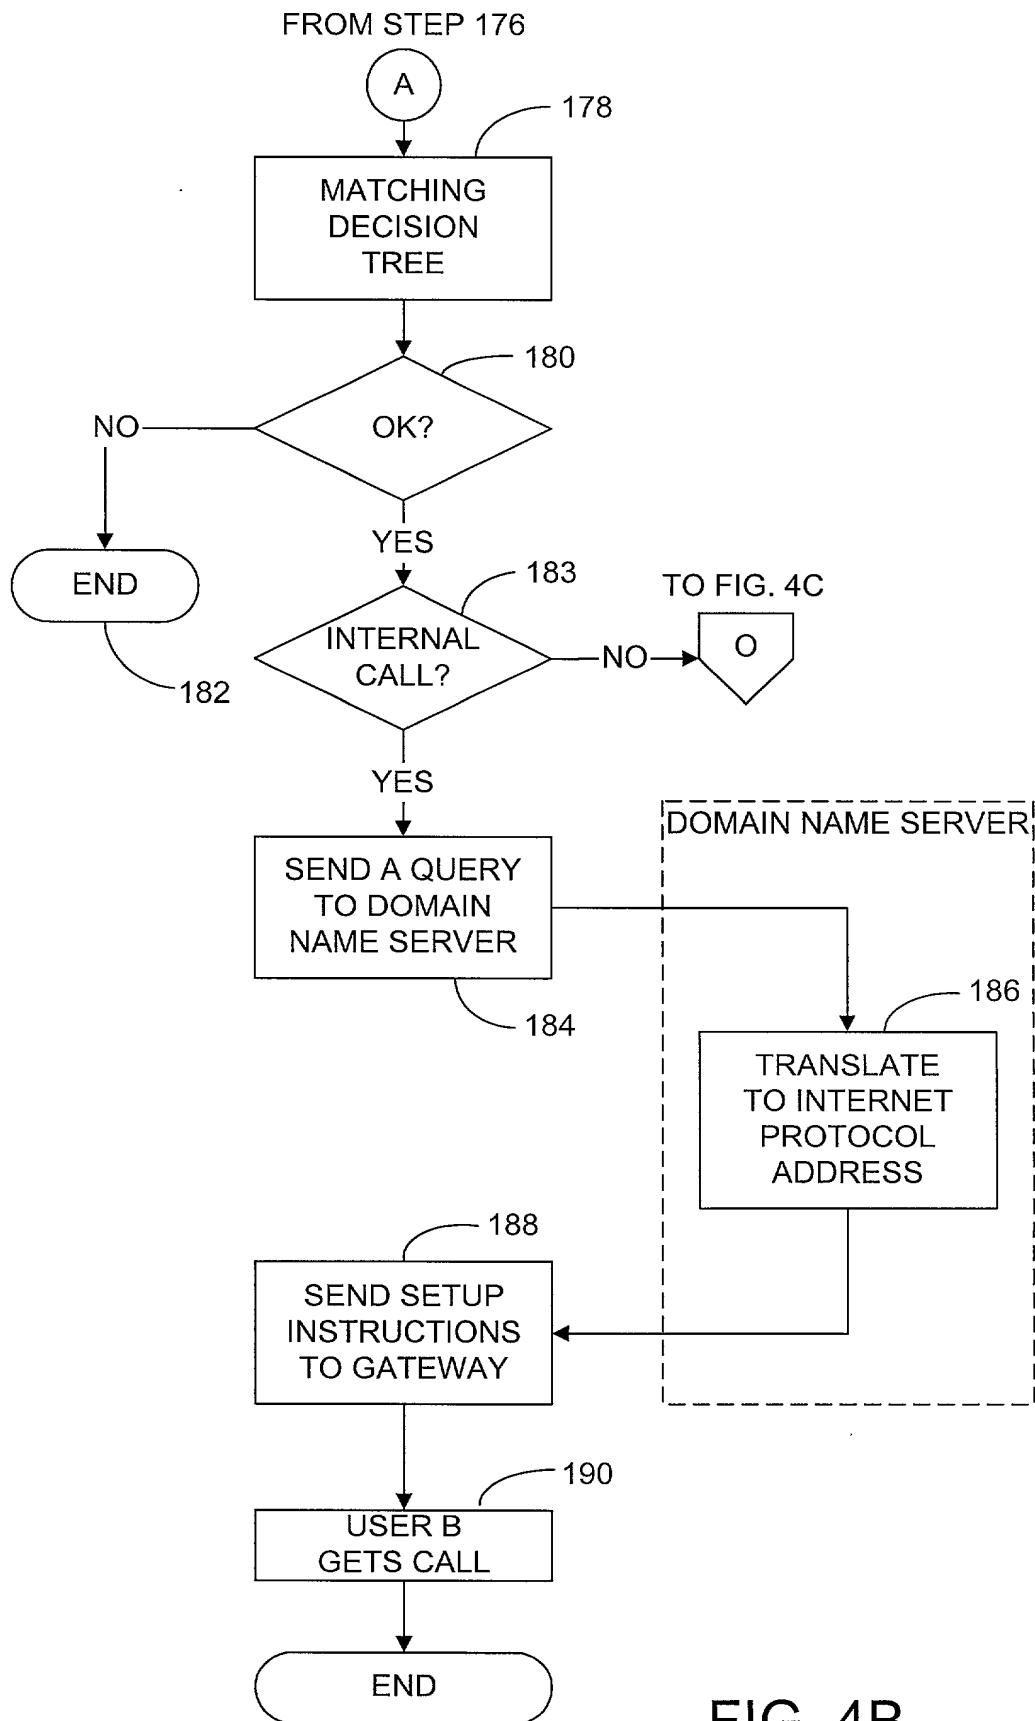 FROM STEP 176
A
178
MATCHING
DECISION
TREE
180
OK?
NO
YES
END
182
183
INTERNAL
CALL?
NO
TO FIG. 4C
O
YES
DOMAIN NAME SERVER
SEND A QUERY
TO DOMAIN
NAME SERVER
184
186
TRANSLATE
TO INTERNET
PROTOCOL
ADDRESS
188
SEND SETUP
INSTRUCTIONS
TO GATEWAY
190
USER B
GETS CALL
END
FIG. 4B